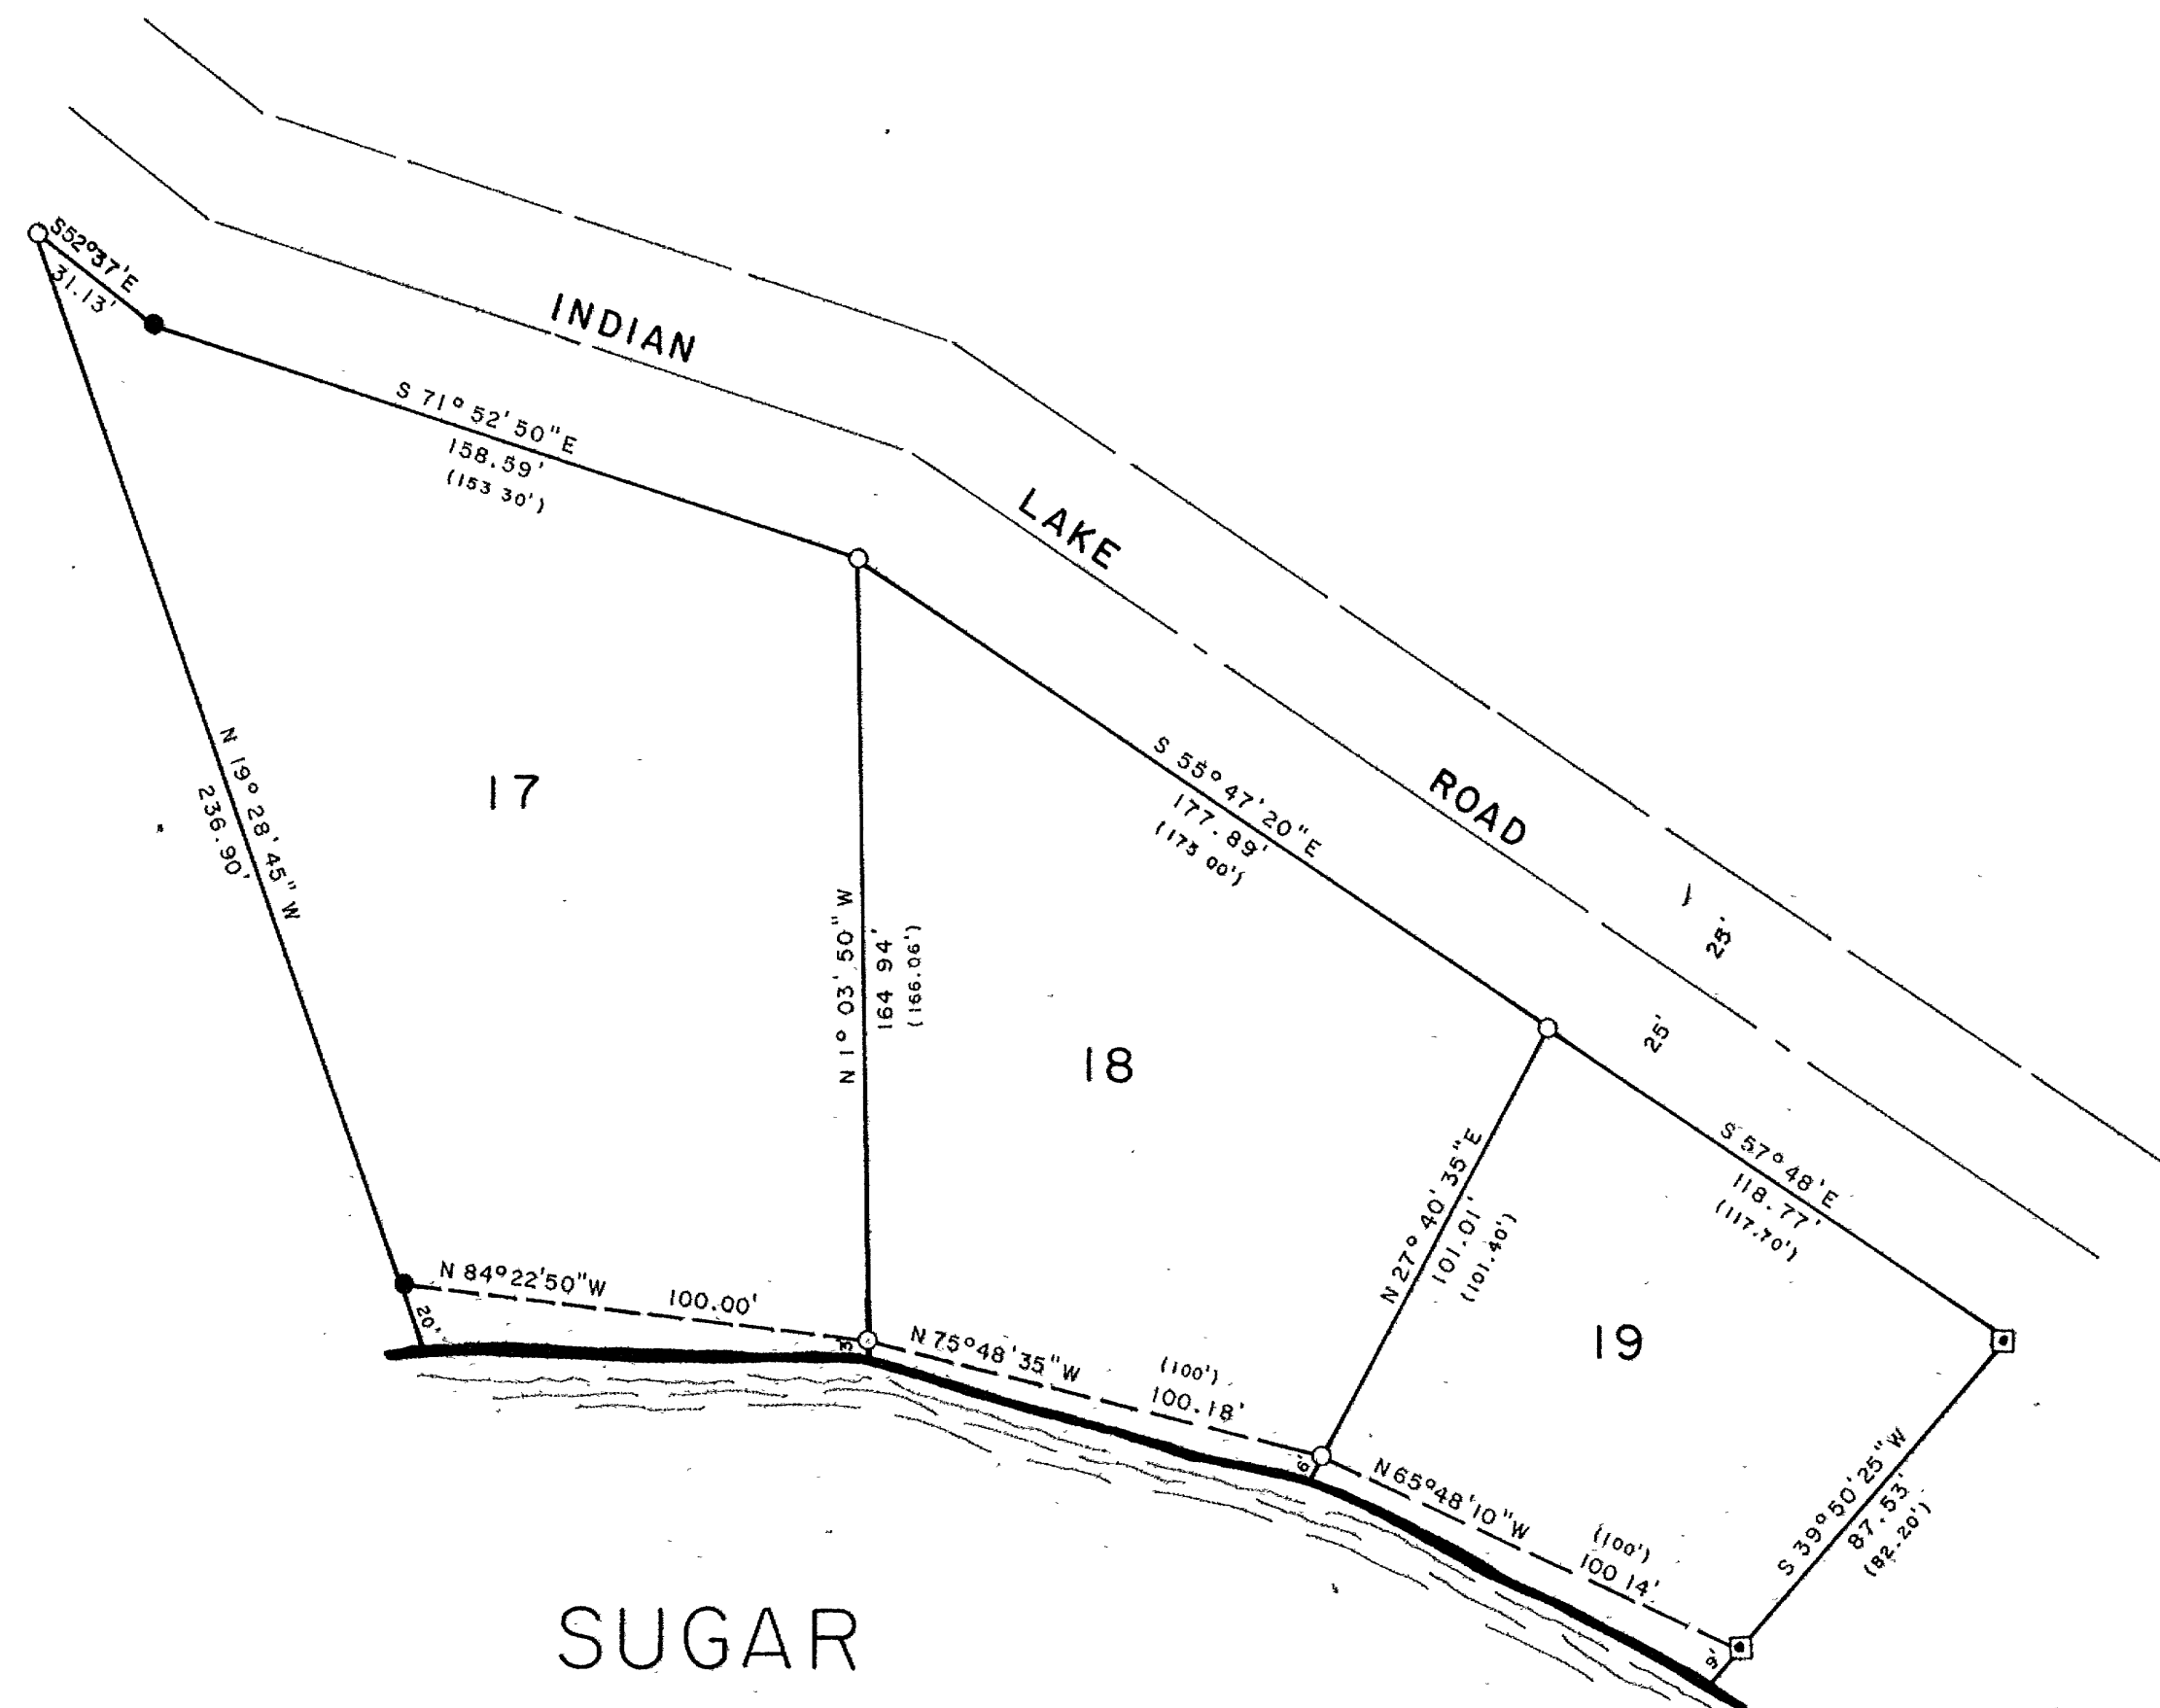 S52°37'E
31.13'
INDIAN
S 71° 52' 50" E
158.59'
(153 30')
LAKE
N 19° 28' 45" W
236.90'
17
S 55° 47' 20" E
177.89'
(175 00')
ROAD
25'
25'
N 1° 03' 50" W
164 94'
(166.06')
18
N 27° 40' 35" E
101.01'
(101.40')
S 57° 48' E
118.77'
(117.70')
N 84° 22' 50" W
100.00'
20'
3'
N 75° 48' 35" W
(100')
100.18'
19
6'
N 65° 48' 10" W
(100')
100 14'
S 39° 50' 25" W
87.53'
(82.20')
9'
SUGAR